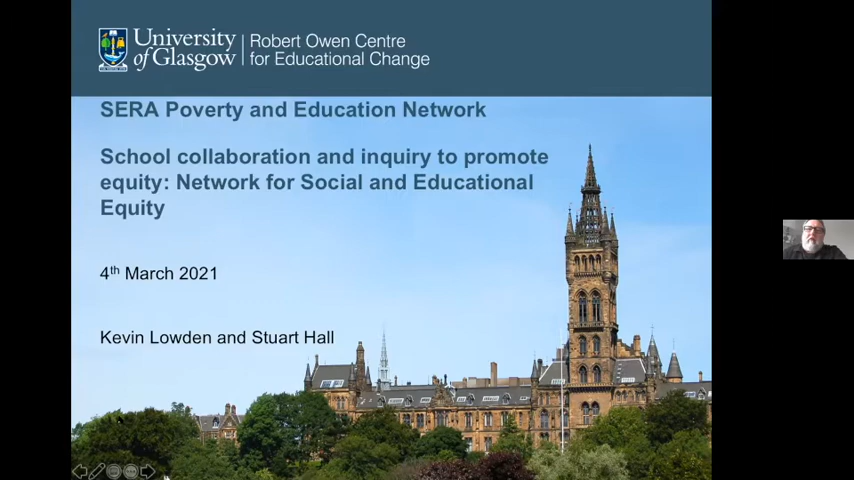 University
of Glasgow
Robert Owen Centre
for Educational Change
SERA Poverty and Education Network
School collaboration and inquiry to promote
equity: Network for Social and Educational
Equity
4th March 2021
Kevin Lowden and Stuart Hall